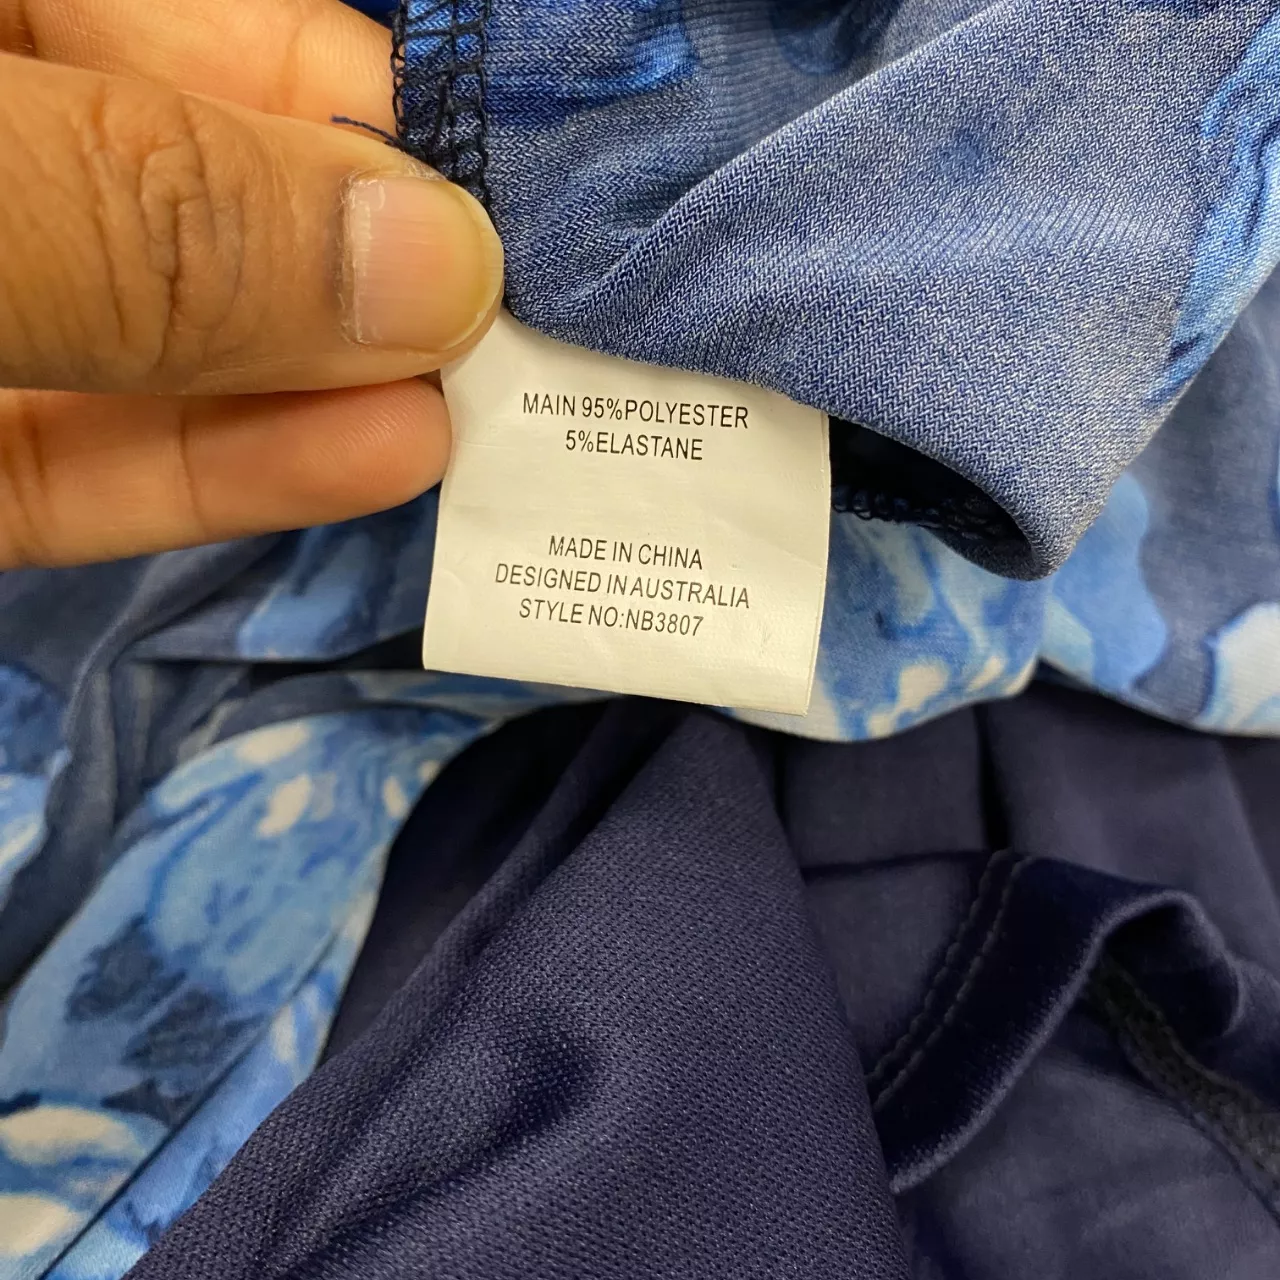 MAIN 95%POLYESTER
5%ELASTANE
MADE IN CHINA
DESIGNED IN AUSTRALIA
STYLE NO:NB3807